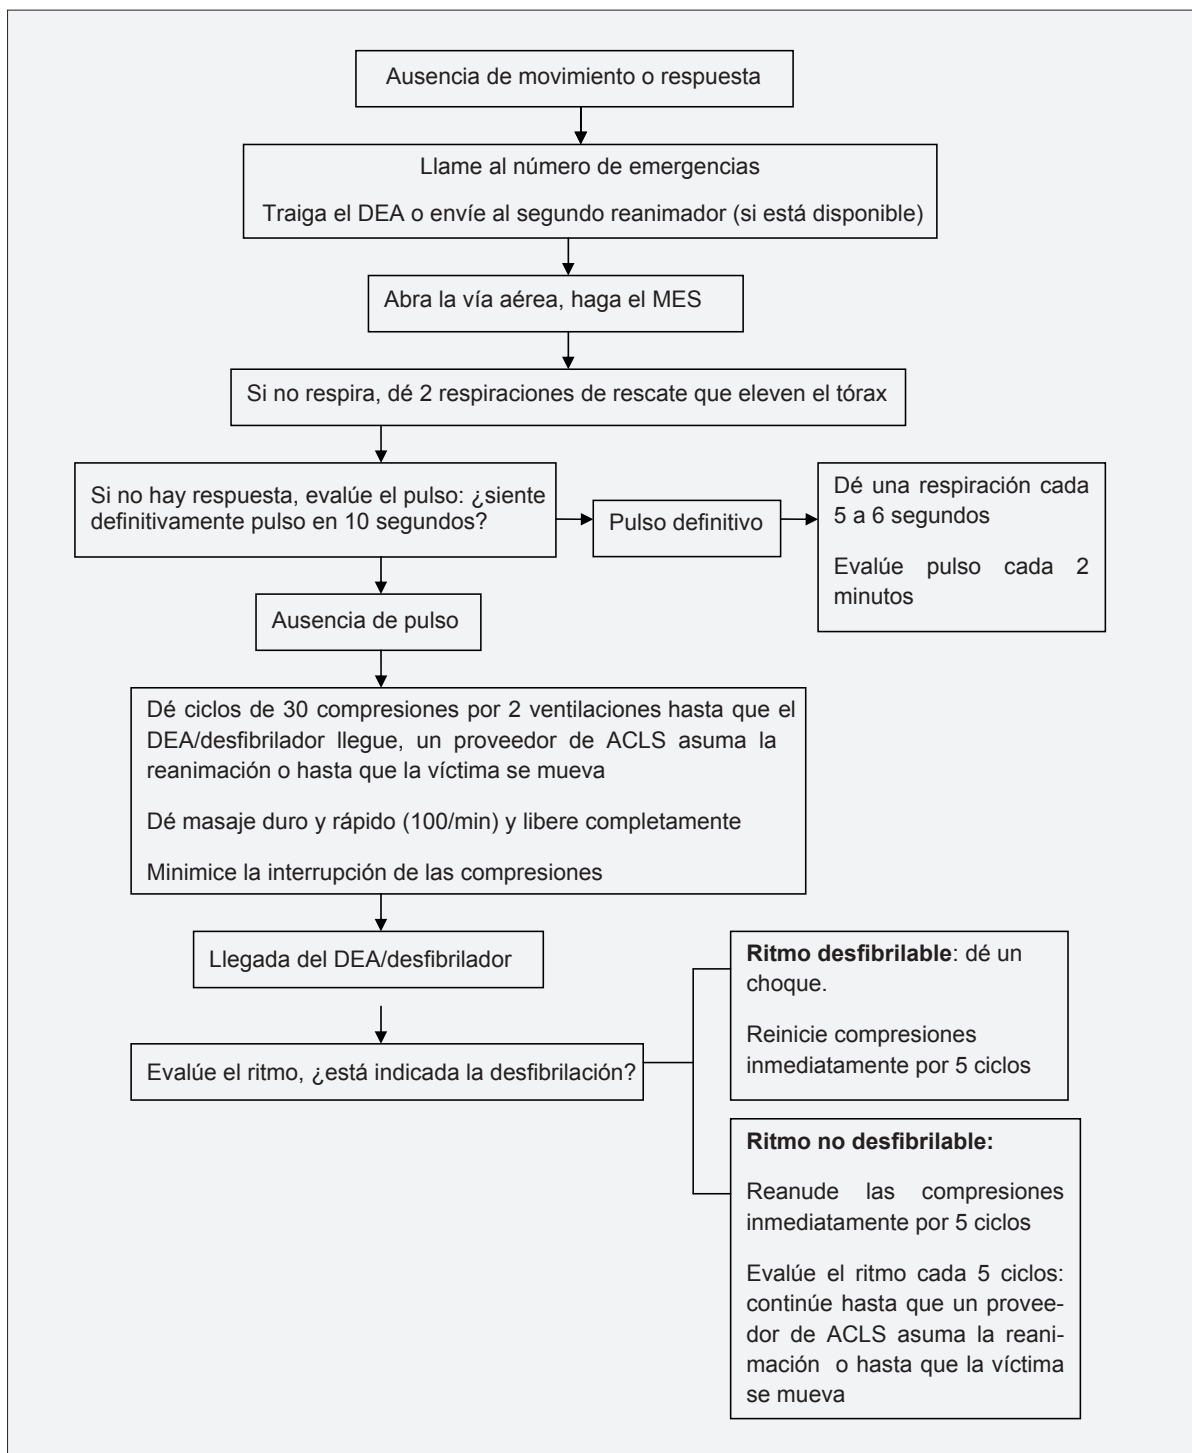 Ausencia de movimiento o respuesta
Llame al número de emergencias
Traiga el DEA o envíe al segundo reanimador (si está disponible)
Abra la vía aérea, haga el MES
Si no respira, dé 2 respiraciones de rescate que eleven el tórax
Si no hay respuesta, evalúe el pulso: ¿siente
definitivamente pulso en 10 segundos?
Pulso definitivo
Dé una respiración cada
5 a 6 segundos
Evalúe pulso cada 2
minutos
Ausencia de pulso
Dé ciclos de 30 compresiones por 2 ventilaciones hasta que el
DEA/desfibrilador llegue, un proveedor de ACLS asuma la
reanimación o hasta que la víctima se mueva
Dé masaje duro y rápido (100/min) y libere completamente
Minimice la interrupción de las compresiones
Llegada del DEA/desfibrilador
Evalúe el ritmo, ¿está indicada la desfibrilación?
Ritmo desfibrilable: dé un
choque.
Reinicie compresiones
inmediatamente por 5 ciclos
Ritmo no desfibrilable:
Reanude las compresiones
inmediatamente por 5 ciclos
Evalúe el ritmo cada 5 ciclos:
continúe hasta que un provee-
dor de ACLS asuma la reani-
mación o hasta que la víctima
se mueva